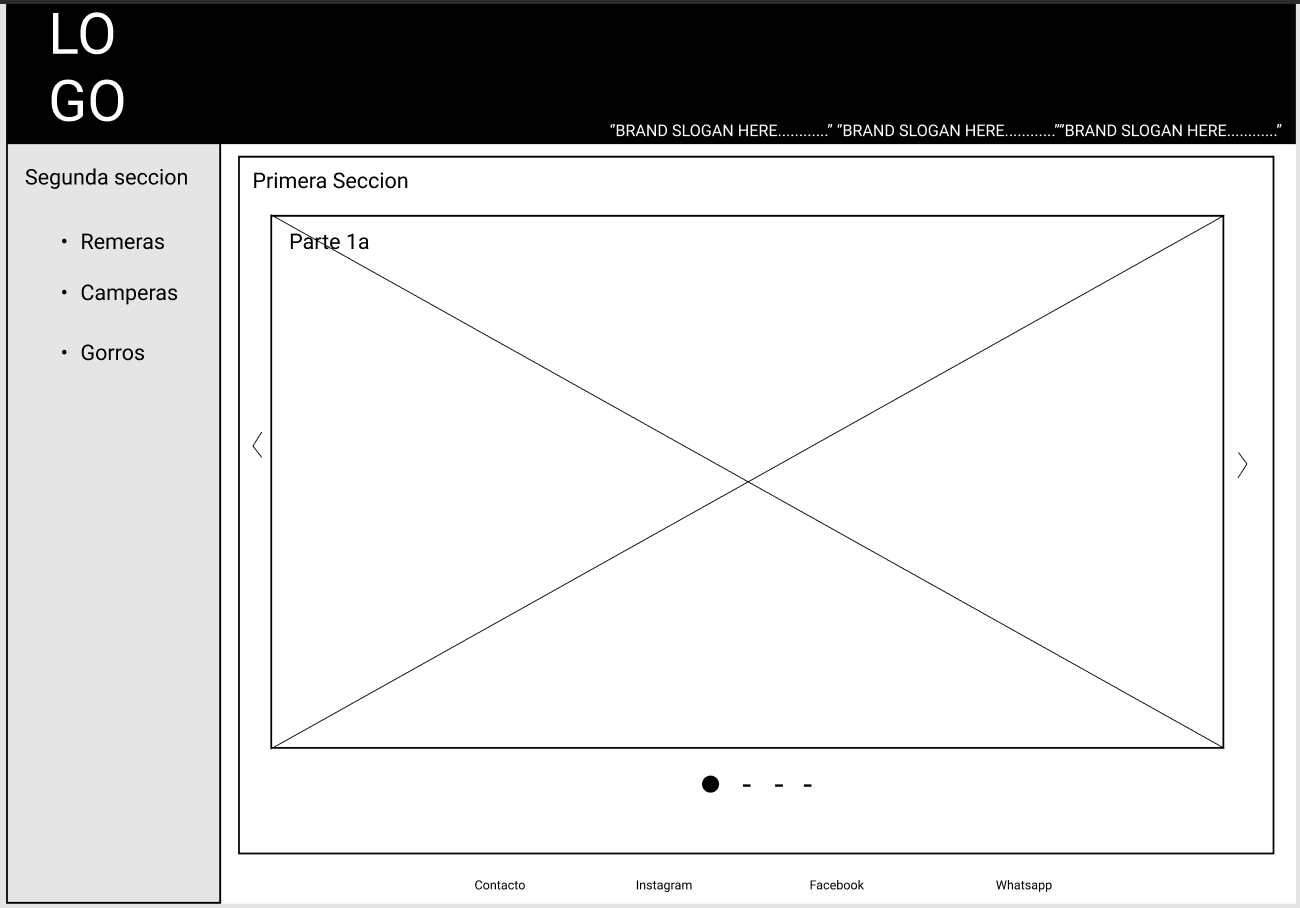 LO
GO
“BRAND SLOGAN HERE............” “BRAND SLOGAN HERE............”“BRAND SLOGAN HERE............”
Segunda seccion
• Remeras
• Camperas
• Gorros
Primera Seccion
Parte 1a
Contacto Instagram Facebook Whatsapp